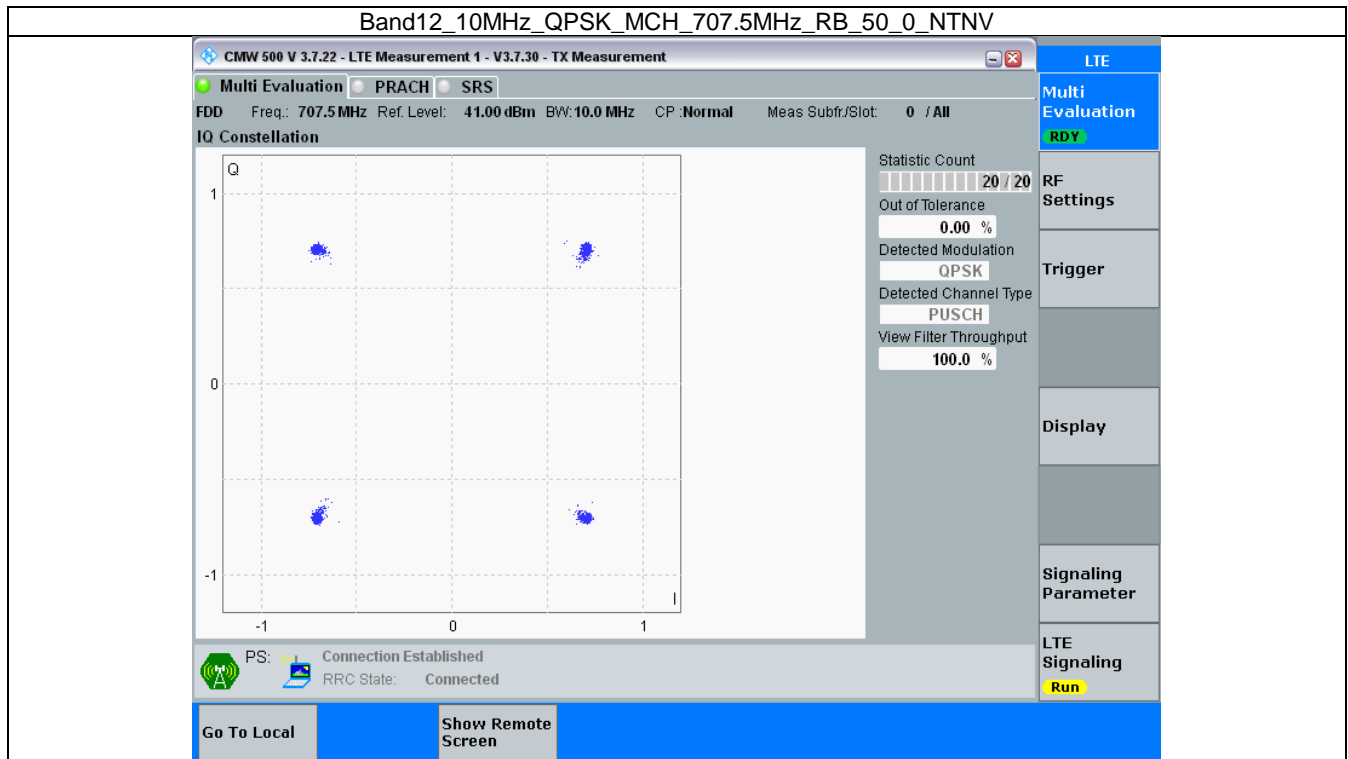 Band12_10MHz_QPSK_MCH_707.5MHz_RB_50_0_NTNV
CMW 500 V 3.7.22 - LTE Measurement 1 - V3.7.30 - TX Measurement
LTE
Multi Evaluation PRACH SRS
FDD Freq.: 707.5 MHz Ref. Level: 41.00 dBm BW: 10.0 MHz CP :Normal Meas Subfr./Slot: 0 / All
IQ Constellation
Q
1
0
-1
I
-1 0 1
Statistic Count
20 / 20
Out of Tolerance
0.00 %
Detected Modulation
QPSK
Detected Channel Type
PUSCH
View Filter Throughput
100.0 %
Multi
Evaluation
RDY
RF
Settings
Trigger
Display
Signaling
Parameter
LTE
Signaling
Run
PS: Connection Established
RRC State: Connected
Go To Local
Show Remote
Screen